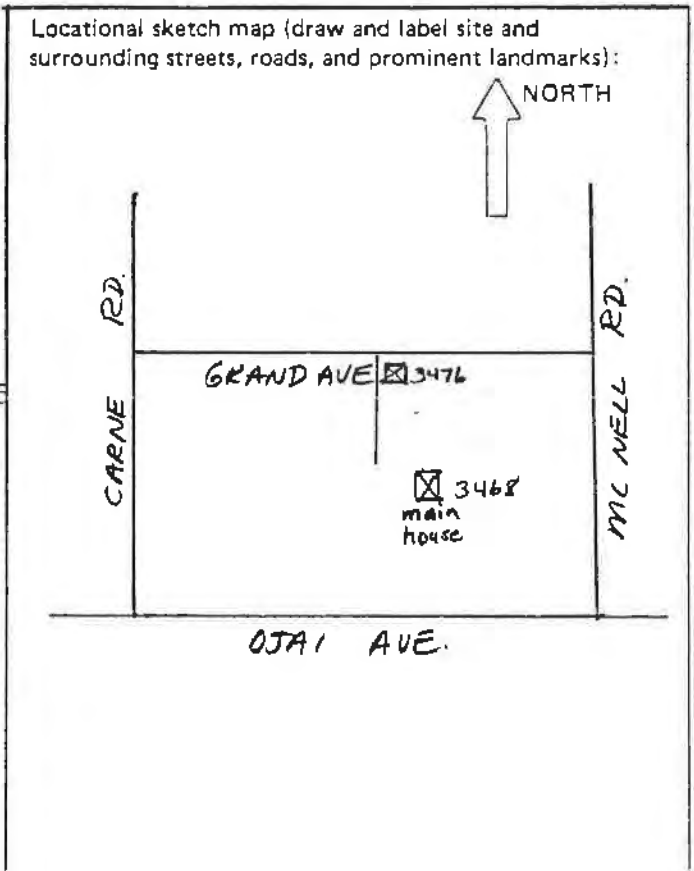 Locational sketch map (draw and label site and
surrounding streets, roads, and prominent landmarks):
NORTH
CARNE RD.
MC NELL RD.
GRAND AVE
3476
3468
main
house
OJAI AVE.